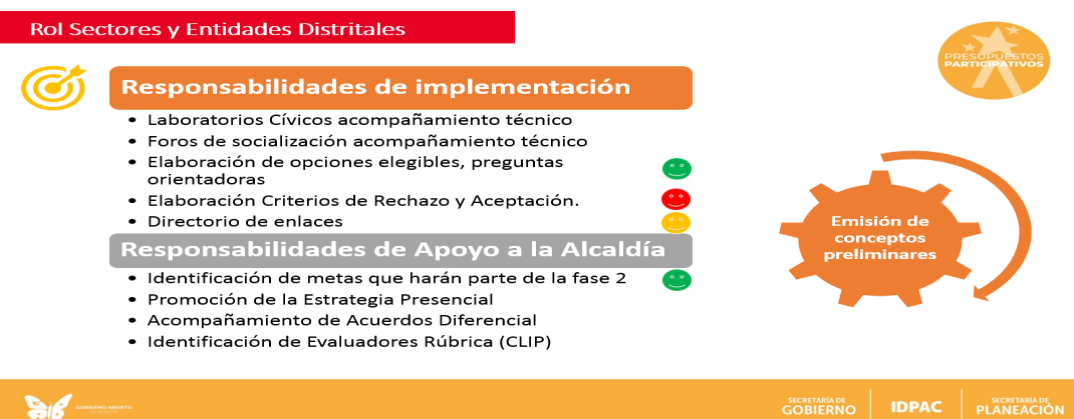 Rol Sectores y Entidades Distritales
PRESUPUESTOS
PARTICIPATIVOS
Responsabilidades de implementación
• Laboratorios Cívicos acompañamiento técnico
• Foros de socialización acompañamiento técnico
• Elaboración de opciones elegibles, preguntas
orientadoras
• Elaboración Criterios de Rechazo y Aceptación.
• Directorio de enlaces
Responsabilidades de Apoyo a la Alcaldía
• Identificación de metas que harán parte de la fase 2
• Promoción de la Estrategia Presencial
• Acompañamiento de Acuerdos Diferencial
• Identificación de Evaluadores Rúbrica (CLIP)
Emisión de
conceptos
preliminares
GOBIERNO ABIERTO
SECRETARÍA DE
GOBIERNO
IDPAC
SECRETARÍA DE
PLANEACIÓN